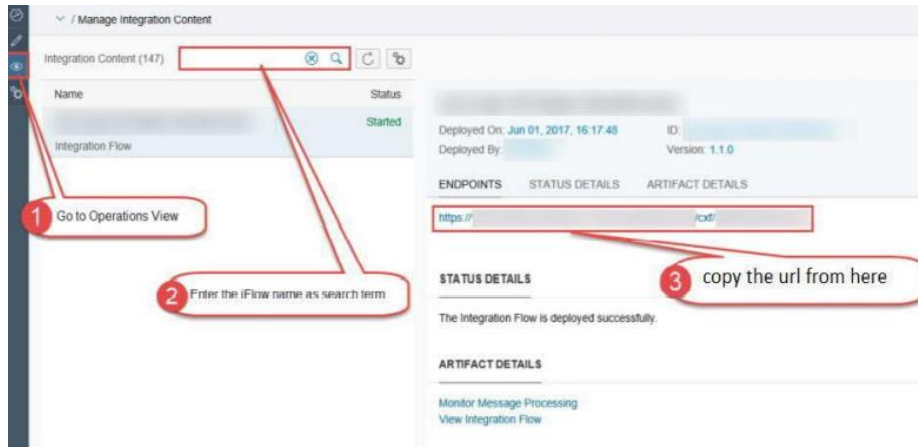 / Manage Integration Content
Integration Content (147)
Name Status
Started
Integration Flow
1 Go to Operations View
2 Enter the iFlow name as search term
Deployed On: Jun 01, 2017, 16:17:48 ID:
Deployed By: Version: 1.1.0
ENDPOINTS STATUS DETAILS ARTIFACT DETAILS
https:// /cxf/
3 copy the url from here
STATUS DETAILS
The Integration Flow is deployed successfully.
ARTIFACT DETAILS
Monitor Message Processing
View Integration Flow